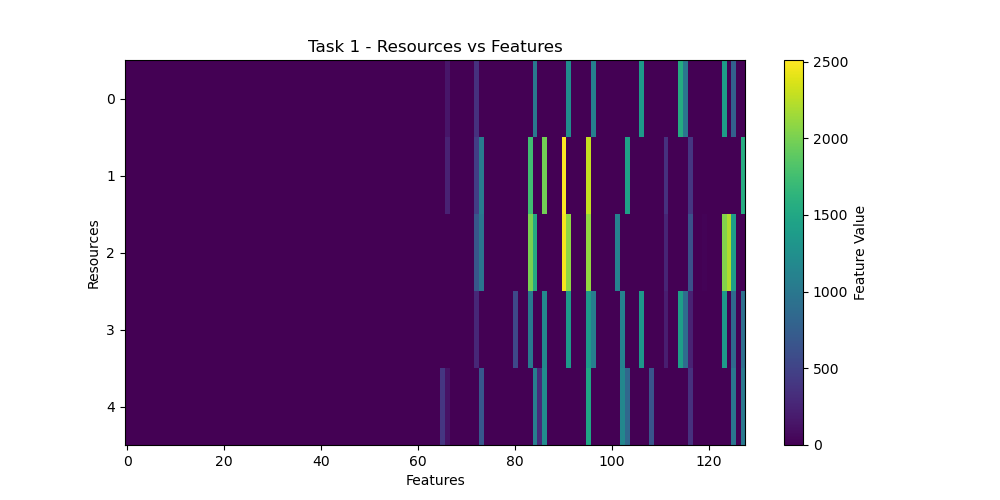 Task 1 - Resources vs Features
0
1
2
3
4
Resources
0 20 40 60 80 100 120
Features
2500
2000
1500
1000
500
0
Feature Value